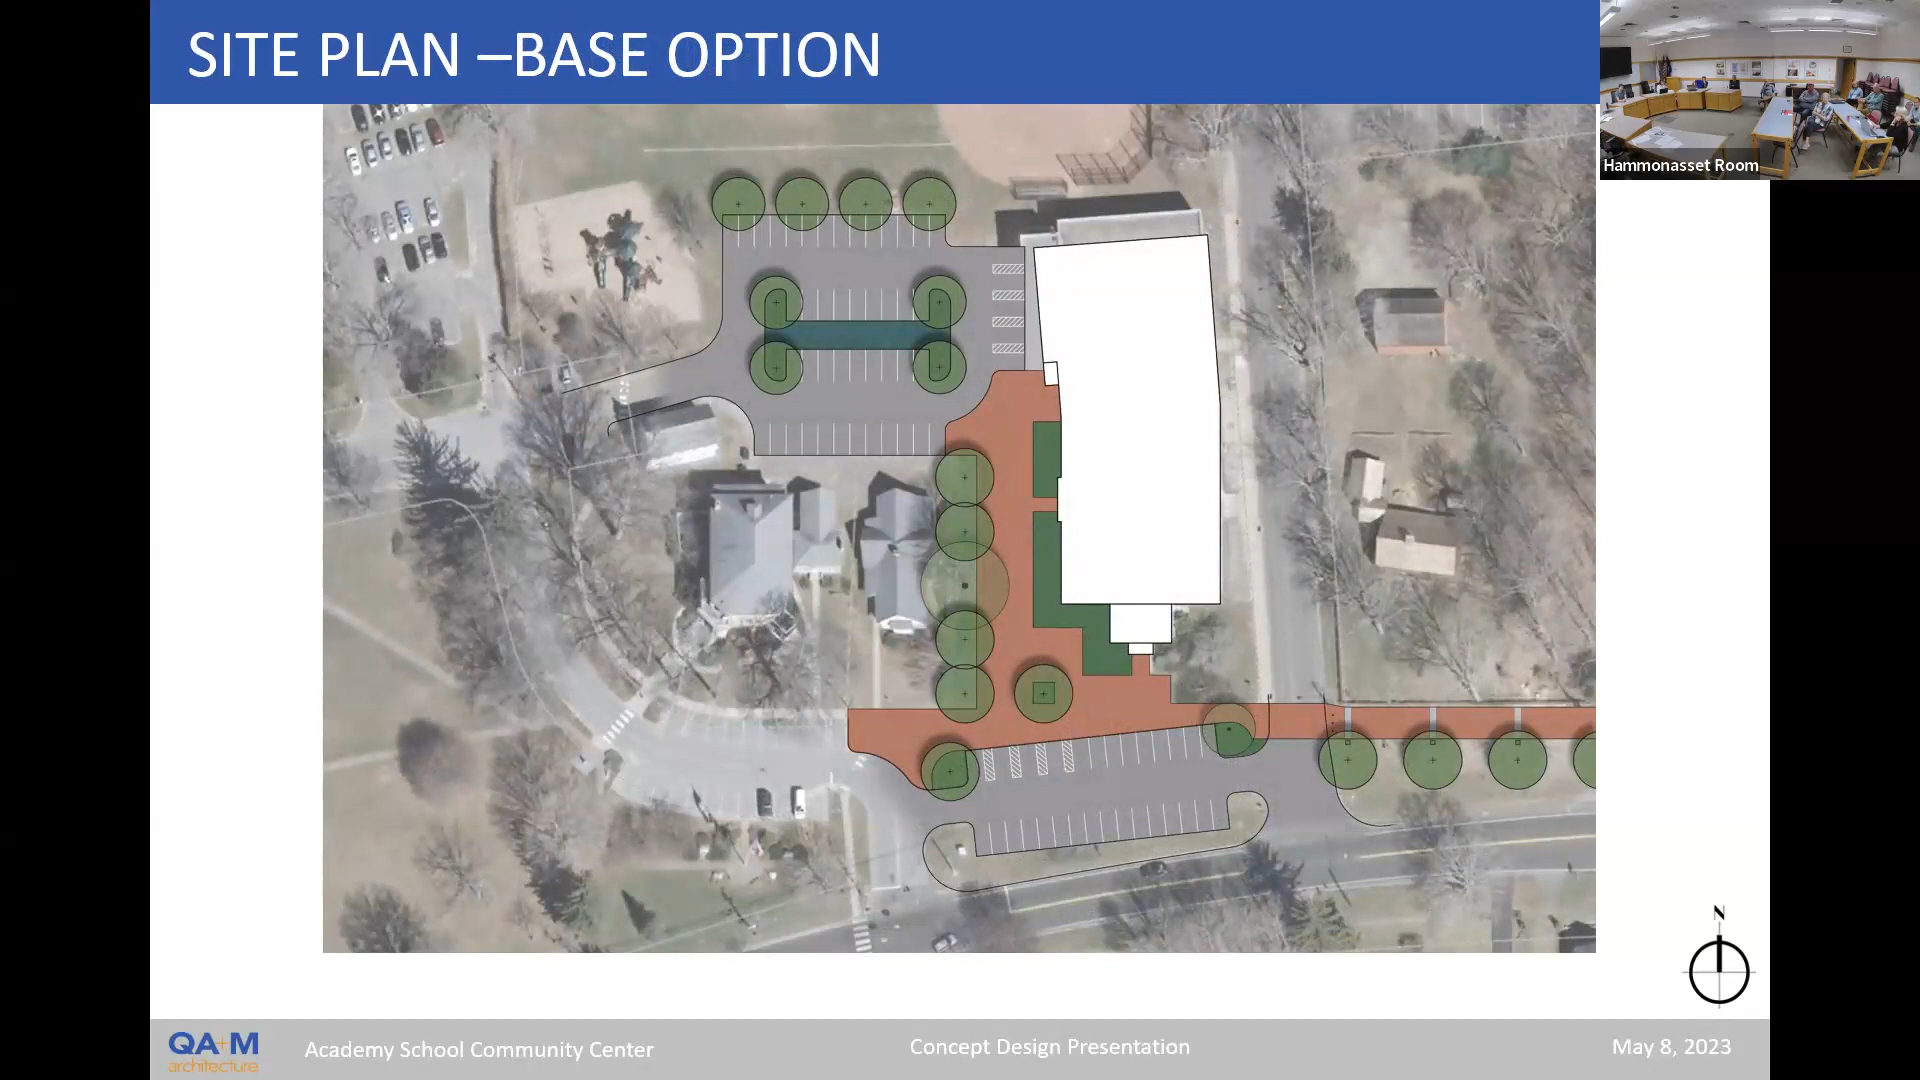 SITE PLAN –BASE OPTION
Hammonasset Room
N
QA+M
architecture
Academy School Community Center
Concept Design Presentation
May 8, 2023